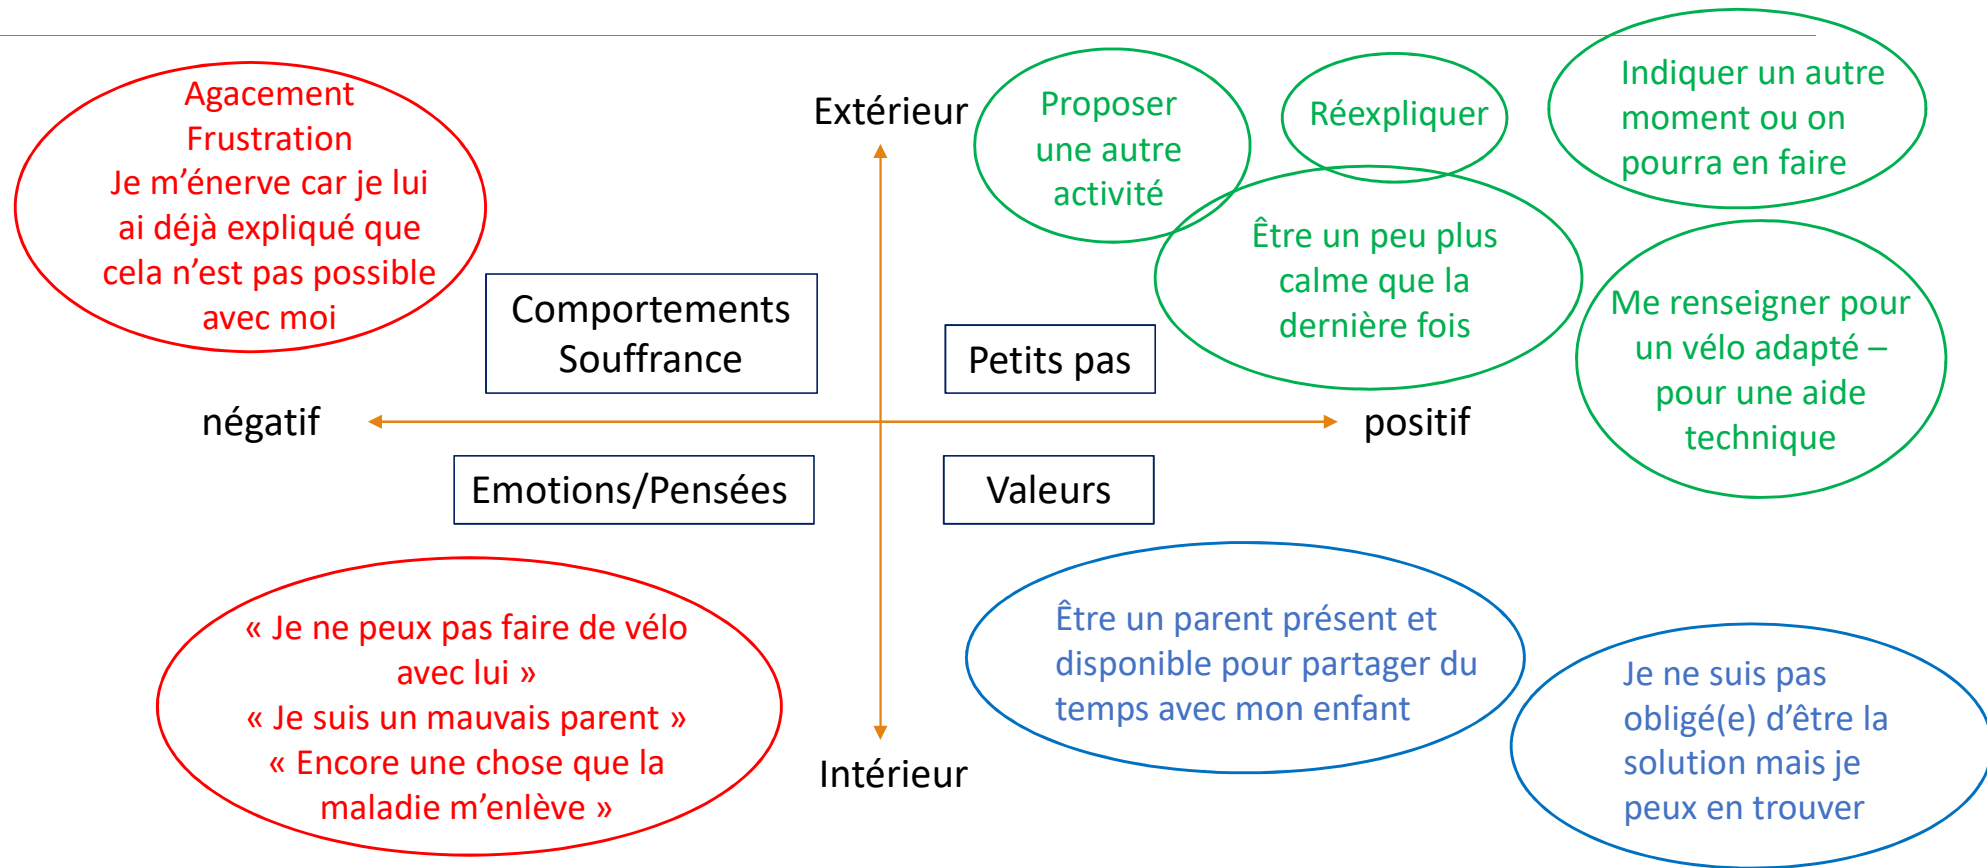 Agacement
Frustration
Je m’énerve car je lui
ai déjà expliqué que
cela n’est pas possible
avec moi
Extérieur
Proposer
une autre
activité
Réexpliquer
Indiquer un autre
moment ou on
pourra en faire
Être un peu plus
calme que la
dernière fois
Me renseigner pour
un vélo adapté –
pour une aide
technique
Comportements
Souffrance
Petits pas
négatif
positif
Emotions/Pensées
Valeurs
« Je ne peux pas faire de vélo
avec lui »
« Je suis un mauvais parent »
« Encore une chose que la
maladie m’enlève »
Intérieur
Être un parent présent et
disponible pour partager du
temps avec mon enfant
Je ne suis pas
obligé(e) d’être la
solution mais je
peux en trouver